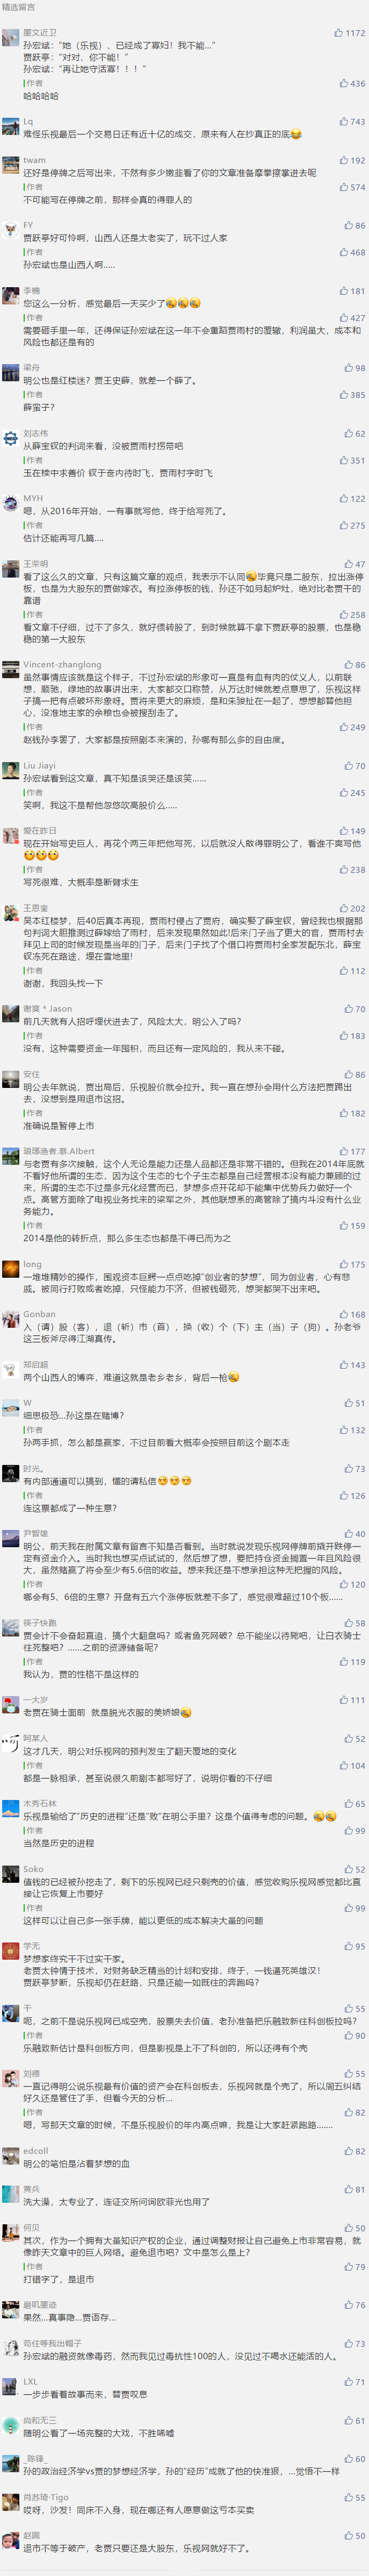 精选留言
墨文近卫 1172
孙宏斌:“她（乐视）、已经成了寡妇！我不能...”
贾跃亭:“对对、你不能！”
孙宏斌:“再让她守活寡！！！”
作者 436
哈哈哈哈
Lq 743
难怪乐视最后一个交易日还有近十亿的成交，原来有人在抄真正的底😂
twam 192
还好是停牌之后写出来，不然有多少嫩韭看了你的文章准备摩拳擦掌进去呢
作者 574
不可能写在停牌之前，那样会真的得罪人的
FY 86
贾跃亭好可怜啊，山西人还是太老实了，玩不过人家
作者 468
孙宏斌也是山西人啊.....
李楠 181
您这么一分析，感觉最后一天买少了🤣🤣🤣
作者 427
需要砸手里一年，还得保证孙宏斌在这一年不会重蹈贾雨村的覆辙，利润虽大，成本和
风险也都还是有的
梁舟 98
明公也是红楼迷？贾王史薛，就差一个薛了。
作者 385
薛蛮子？
刘志伟 62
从薛宝钗的判词来看，没被贾雨村拐带吧
作者 351
玉在椟中求善价 钗于奁内待时飞，贾雨村字时飞
MYH 122
嗯，从2016年开始，一有事就写他，终于给写死了。
作者 275
估计还能再写几篇....
王荣明 47
看了这么久的文章，只有这篇文章的观点，我表示不认同🤣毕竟只是二股东，拉出涨停
板，也是为大股东的贾做嫁衣。有拉涨停板的钱，孙还不如另起炉灶，绝对比老贾干的
靠谱
作者 258
看文章不仔细，过不了多久，就好债转股了，到时候就算不拿下贾跃亭的股票，也是稳
稳的第一大股东
Vincent-zhanglong 86
虽然事情应该就是这个样子，不过孙宏斌的形象可一直是有血有肉的仗义人，以前联
想，顺驰，绿地的故事讲出来，大家都交口称赞，从万达时候就差点意思了，乐视这样
子搞一把有点破坏形象呀。贾将来更大的麻烦，是和朱骏扯在一起了，想想都替他担
心，没准地主家的余粮也会被搜刮走了。
作者 249
赵钱孙李罢了，大家都是按照剧本来演的，孙哪有那么多的自由度。
Liu Jiayi 70
孙宏斌看到这文章，真不知是该哭还是该笑......
作者 245
笑啊，我这不是帮他忽悠吹高股价么.....
爱在昨日 149
现在开始写史巨人，再花个两三年把他写死，以后就没人敢得罪明公了，看谁不爽写他
作者 238
写死很难，大概率是断臂求生
王恩奎 202
吴本红楼梦，后40后真本再现，贾雨村侵占了贾府，确实娶了薛宝钗，曾经我也根据那
句判词大胆推测过薛嫁给了雨村，后来发现果然如此!后来门子当了更大的官，贾雨村去
拜见上司的时候发现是当年的门子，后来门子找了个借口将贾雨村全家发配东北，薛宝
钗冻死在路途，埋在雪地里!
作者 112
谢谢，我回头找一下
谢爽 ^ Jason 70
前几天就有人招呼埋伏进去了，风险太大，明公入了吗？
作者 183
没有，这种需要资金一年囤积，而且还有一定风险的，我从来不碰。
安住 86
明公去年就说，贾出局后，乐视股价就会拉升。我一直在想孙会用什么方法把贾踢出
去，没想到是用退市这招。
作者 182
准确说是暂停上市
琅琊渔者.慕.Albert 177
与老贾有多次接触，这个人无论是能力还是人品都还是非常不错的。但我在2014年底就
不看好他所谓的生态，因为这个生态的七个子生态都是自己经营根本没有能力兼顾的过
来，所谓的生态不过是多元化经营而已，梦想多点开花却不能集中优势兵力做好一个
点。高管方面除了电视业务找来的梁军之外，其他联想系的高管除了搞内斗没有什么业
务能力。
作者 159
2014是他的转折点，那么多生态也都是不得已而为之
long 175
一堆堆精妙的操作，围观资本巨鳄一点点吃掉“创业者的梦想”，同为创业者，心有悲
戚。被同行打败或者吃掉，只怪能力不济，但被钱砸死，想哭都哭不出来吧。
Gonban 168
入（请）股（客），退（斩）市（首），换（收）个（下）主（当）子（狗）。孙老爷
这三板斧尽得江湖真传。
郑启超 143
两个山西人的博弈，难道这就是老乡老乡，背后一枪🤣
W 51
细思极恐...孙这是在赌博?
作者 132
孙两手抓，怎么都是赢家，不过目前看大概率会按照目前这个剧本走
时光。 73
有内部通道可以搞到，懂的请私信😏😏😏
作者 126
连这票都成了一种生意？
尹智雄 40
明公，前天我在附属文章有留言不知是否看到。当时就说发现乐视网停牌前撬开跌停一
定有资金介入。当时我也想买点试试的，然后想了想，要把持仓资金搁置一年且风险很
大，虽然赌赢了将会至少有5.6倍的收益。想来我还是不想承担这种无把握的风险。
作者 120
哪会有5、6倍的生意？开盘有五六个涨停板就差不多了，感觉很难超过10个板......
筷子快跑 58
贾会计不会奋起直追，搞个大翻盘吗？或者鱼死网破？总不能坐以待毙吧，让白衣骑士
往死整吧？......之前的资源储备呢？
作者 119
我认为，贾的性格不是这样的
一大岁 111
老贾在骑士面前 就是脱光衣服的美娇娘🤣
呵某人 52
这才几天，明公对乐视网的预判发生了翻天覆地的变化
作者 104
都是一脉相承，甚至说很久前剧本都写好了，说明你看的不仔细
木秀石林 65
乐视是输给了“历史的进程”还是“败”在明公手里？这是个值得考虑的问题。🤣🤣
作者 99
当然是历史的进程
Soko 52
值钱的已经被孙挖走了，剩下的乐视网已经只剩壳的价值，感觉收购乐视网感觉都比直
接让它恢复上市要好
作者 99
这样可以让自己多一张手牌，能以更低的成本解决大量的问题
学无 95
梦想家终究干不过实干家。
老贾太钟情于技术，对财务缺乏精当的计划和安排，终于，一钱逼死英雄汉！
贾跃亭梦断，乐视却仍在赶路，只是还能一如既往的奔跑吗？
干 55
呃，之前不是说乐视网已成空壳，股票失去价值，老孙准备把乐融致新往科创板拉吗？
作者 90
乐融致新估计是科创板方向，但是影视是上不了科创的，所以还得有个壳
刘德 55
一直记得明公说乐视最有价值的资产会在科创板去，乐视网就是个壳了，所以周五纠结
好久还是管住了手，但看今天的分析...
作者 82
嗯，写那天文章的时候，不是乐视股价的年内高点嘛，我是让大家赶紧跑路.......
edcoll 82
明公的笔怕是沾着梦想的血
黄兵 81
洗大澡，太专业了，连证交所问询欧菲光也用了
何贝 50
其次，作为一个拥有大量知识产权的企业，通过调整财报让自己避免上市非常容易，就
像昨天文章中的巨人网络。避免退市吧？文中是怎么是上？
作者 79
打错字了，是退市
磨叽墨迹 76
果然...真事隐...贾语存...
苟住等我出帽子 73
孙宏斌的融资就像毒药，然而我见过毒抗性100的人，没见过不喝水还能活的人。
LXL 71
一步步看着故事而来，替贾叹息
尚和无三 61
随明公看了一场完整的大戏，不胜唏嘘
_陈锋_ 60
孙的政治经济学vs贾的梦想经济学，孙的“经历”成就了他的快准狠，...觉悟不一样
肖苏琦·Tigo 55
哎呀，沙发！同床不入身，现在哪还有人愿意做这亏本买卖
赵圆 50
退市不等于破产，老贾只要还是大股东，乐视网就好不了。